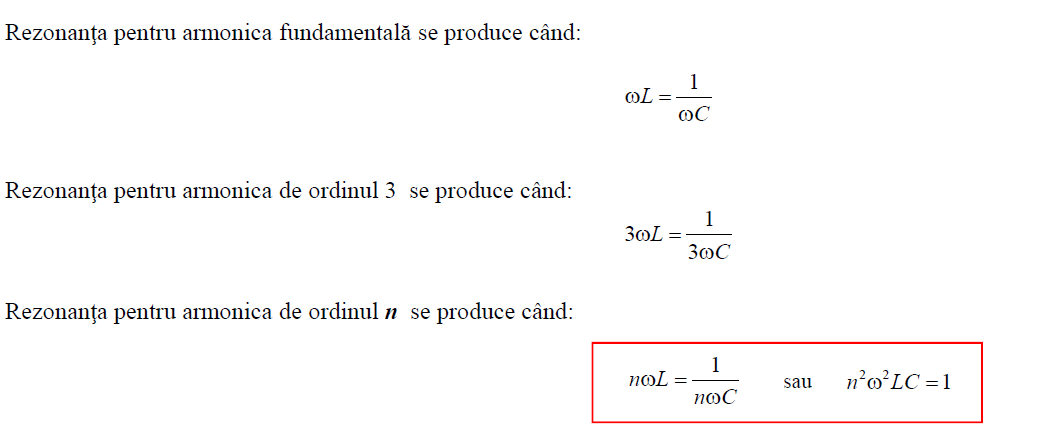 Rezonanţa pentru armonica fundamentală se produce când:
ωL = 1/ωC
Rezonanţa pentru armonica de ordinul 3 se produce când:
3ωL = 1/3ωC
Rezonanţa pentru armonica de ordinul n se produce când:
nωL = 1/nωC sau n²ω²LC = 1